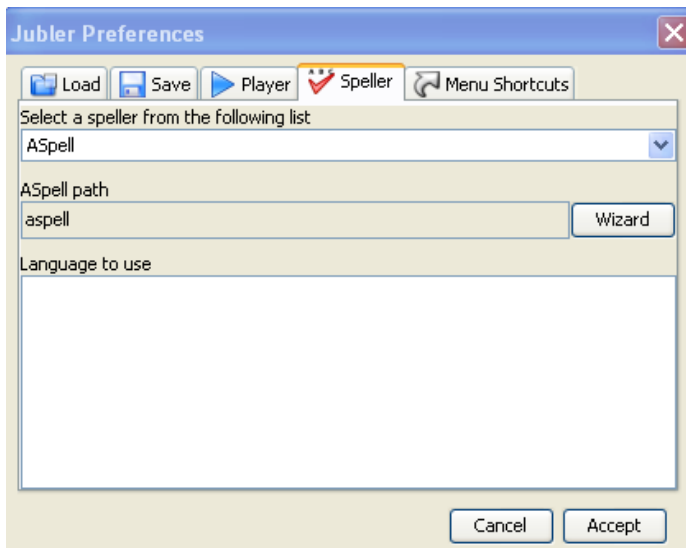 Jubler Preferences
Load Save Player ABC Speller Menu Shortcuts
Select a speller from the following list
ASpell
ASpell path
aspell Wizard
Language to use
Cancel Accept